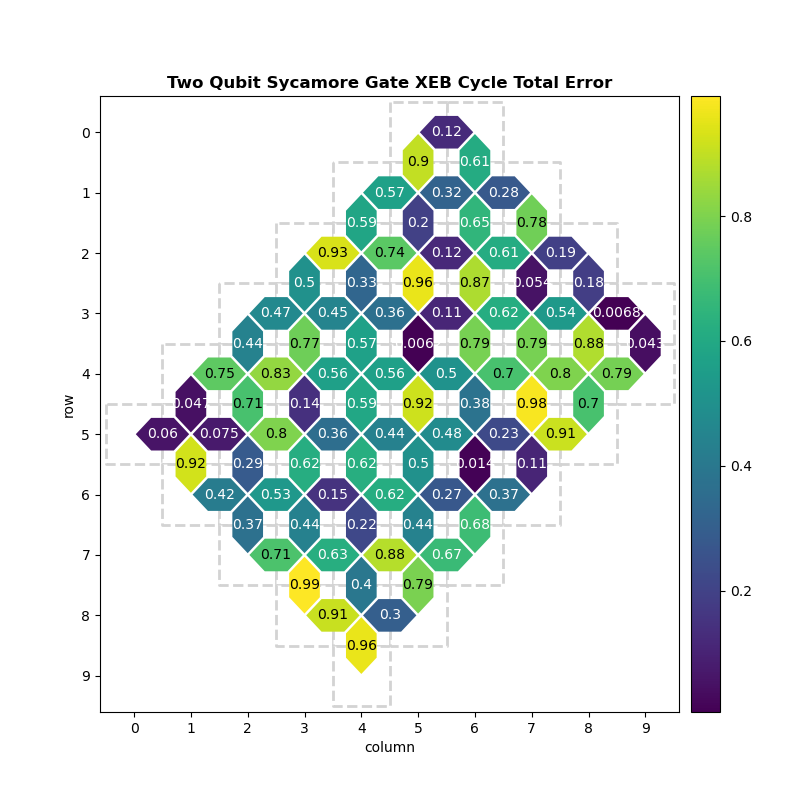 Two Qubit Sycamore Gate XEB Cycle Total Error
0 0.12
0.9 0.61
1 0.57 0.32 0.28
0.59 0.2 0.65 0.78
0.8
2 0.93 0.74 0.12 0.61 0.19
0.5 0.33 0.96 0.87 0.054 0.18
3 0.47 0.45 0.36 0.11 0.62 0.54 0.0068
0.6
0.44 0.77 0.57 .006 0.79 0.79 0.88 0.043
4 0.75 0.83 0.56 0.56 0.5 0.7 0.8 0.79
row
0.047 0.71 0.14 0.59 0.92 0.38 0.98 0.7
5 0.06 0.075 0.8 0.36 0.44 0.48 0.23 0.91
0.92 0.29 0.62 0.62 0.5 0.014 0.11
0.4
6 0.42 0.53 0.15 0.62 0.27 0.37
0.37 0.44 0.22 0.44 0.68
7 0.71 0.63 0.88 0.67
0.99 0.4 0.79
0.2
8 0.91 0.3
0.96
9
0 1 2 3 4 5 6 7 8 9
column